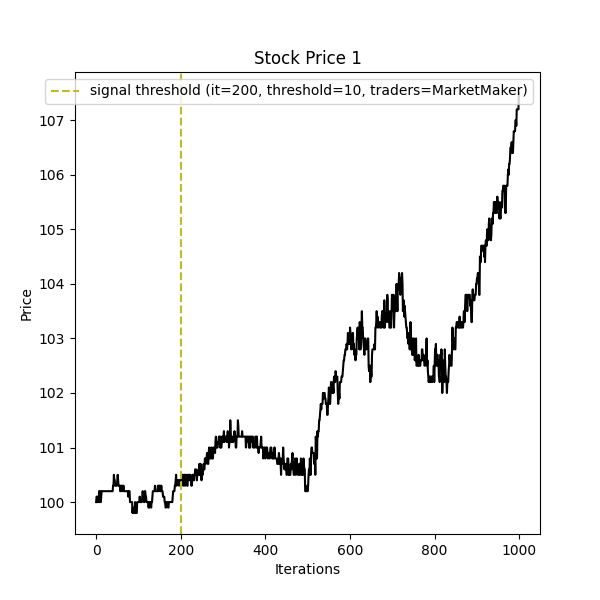 Stock Price 1
signal threshold (it=200, threshold=10, traders=MarketMaker)
107
106
105
104
103
102
101
100
Price
0 200 400 600 800 1000
Iterations